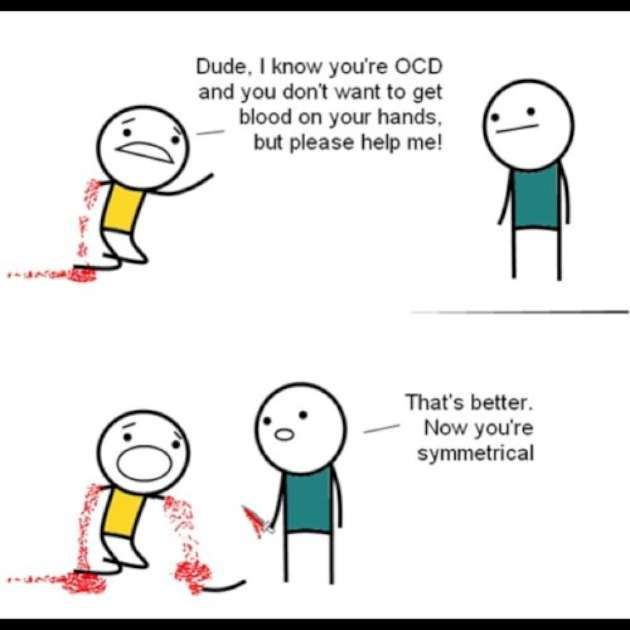 Dude, I know you're OCD
and you don't want to get
blood on your hands,
but please help me!
That's better.
Now you're
symmetrical